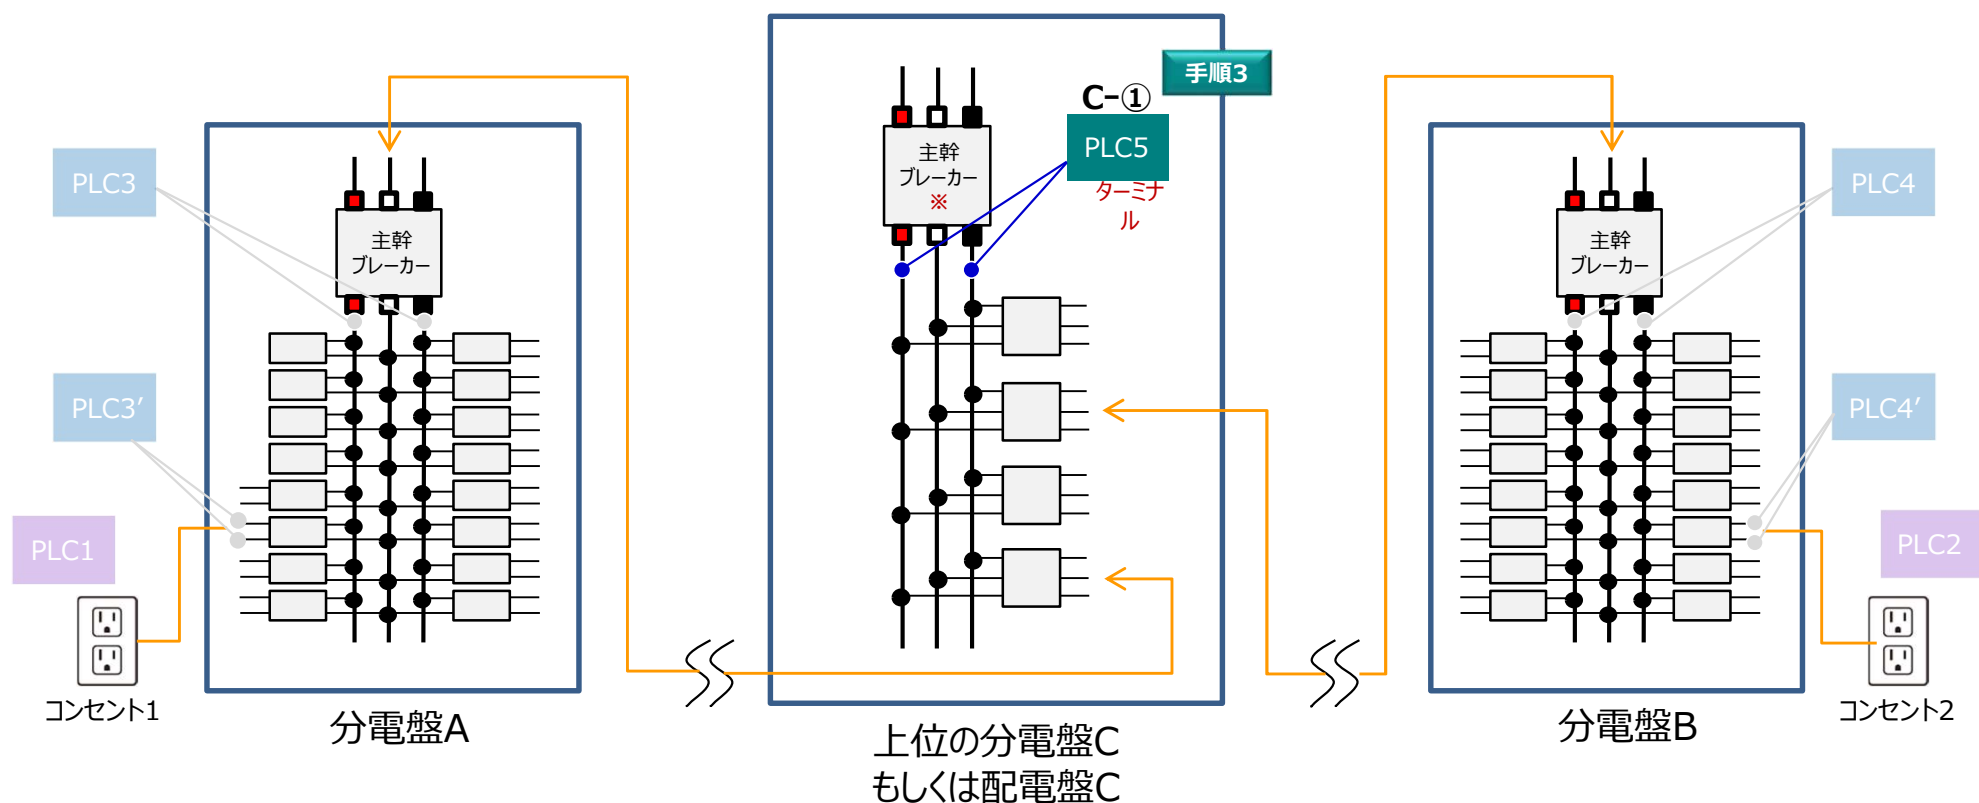 手順3
C-①
PLC5
ターミナ
ル
主幹
ブレーカー
※
PLC3
主幹
ブレーカー
PLC3′
PLC1
コンセント1
分電盤A
上位の分電盤C
もしくは配電盤C
PLC4
主幹
ブレーカー
PLC4′
PLC2
コンセント2
分電盤B